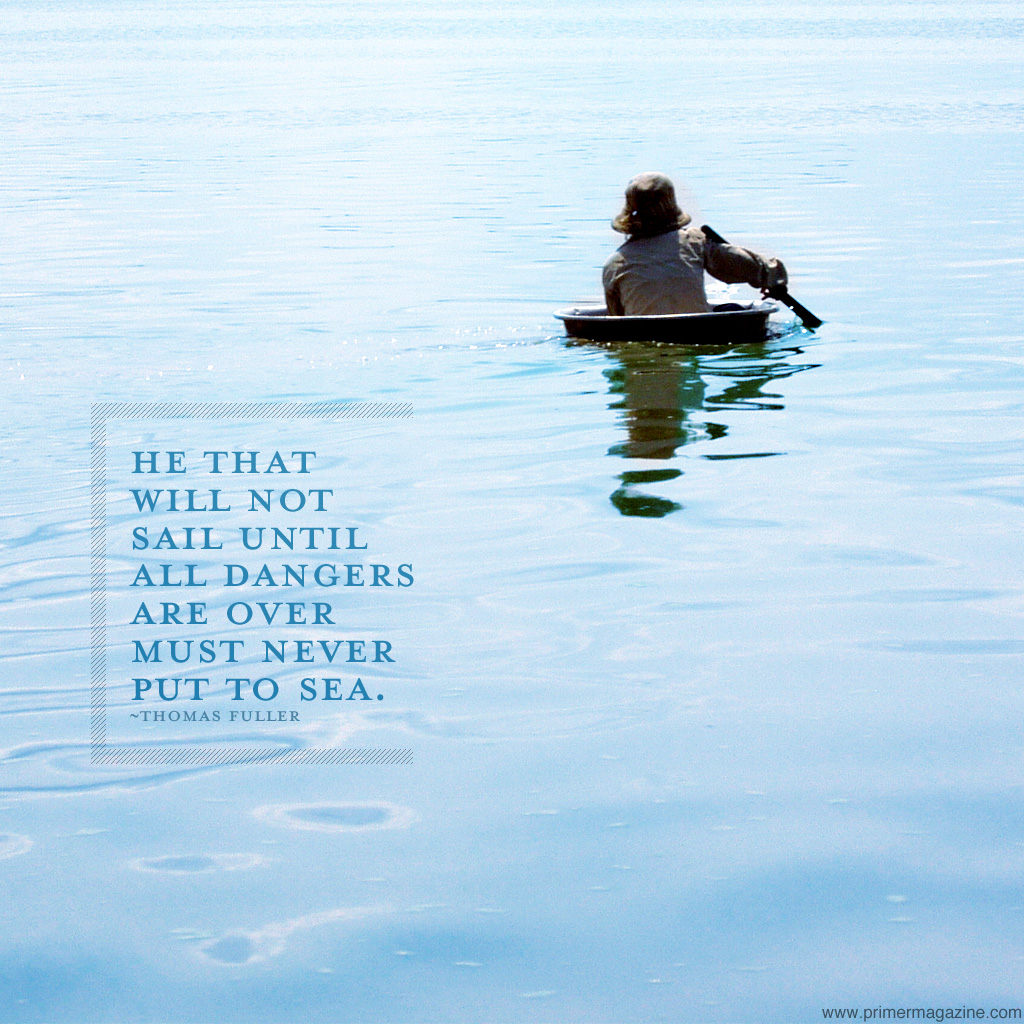 HE THAT
WILL NOT
SAIL UNTIL
ALL DANGERS
ARE OVER
MUST NEVER
PUT TO SEA.
~THOMAS FULLER
www.primermagazine.com